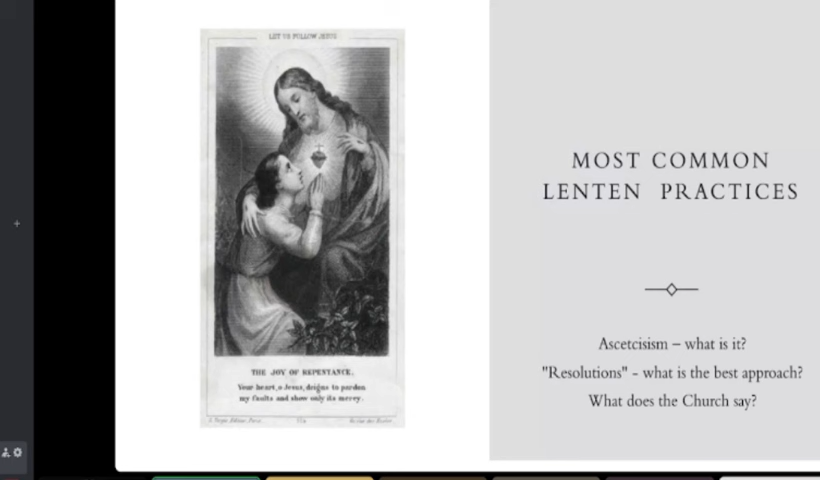 LET US FOLLOW JESUS
THE JOY OF REPENTANCE.
Your heart, o Jesus, deigns to pardon
my faults and show only its mercy.
MOST COMMON
LENTEN PRACTICES
Ascetcisism – what is it?
"Resolutions" - what is the best approach?
What does the Church say?